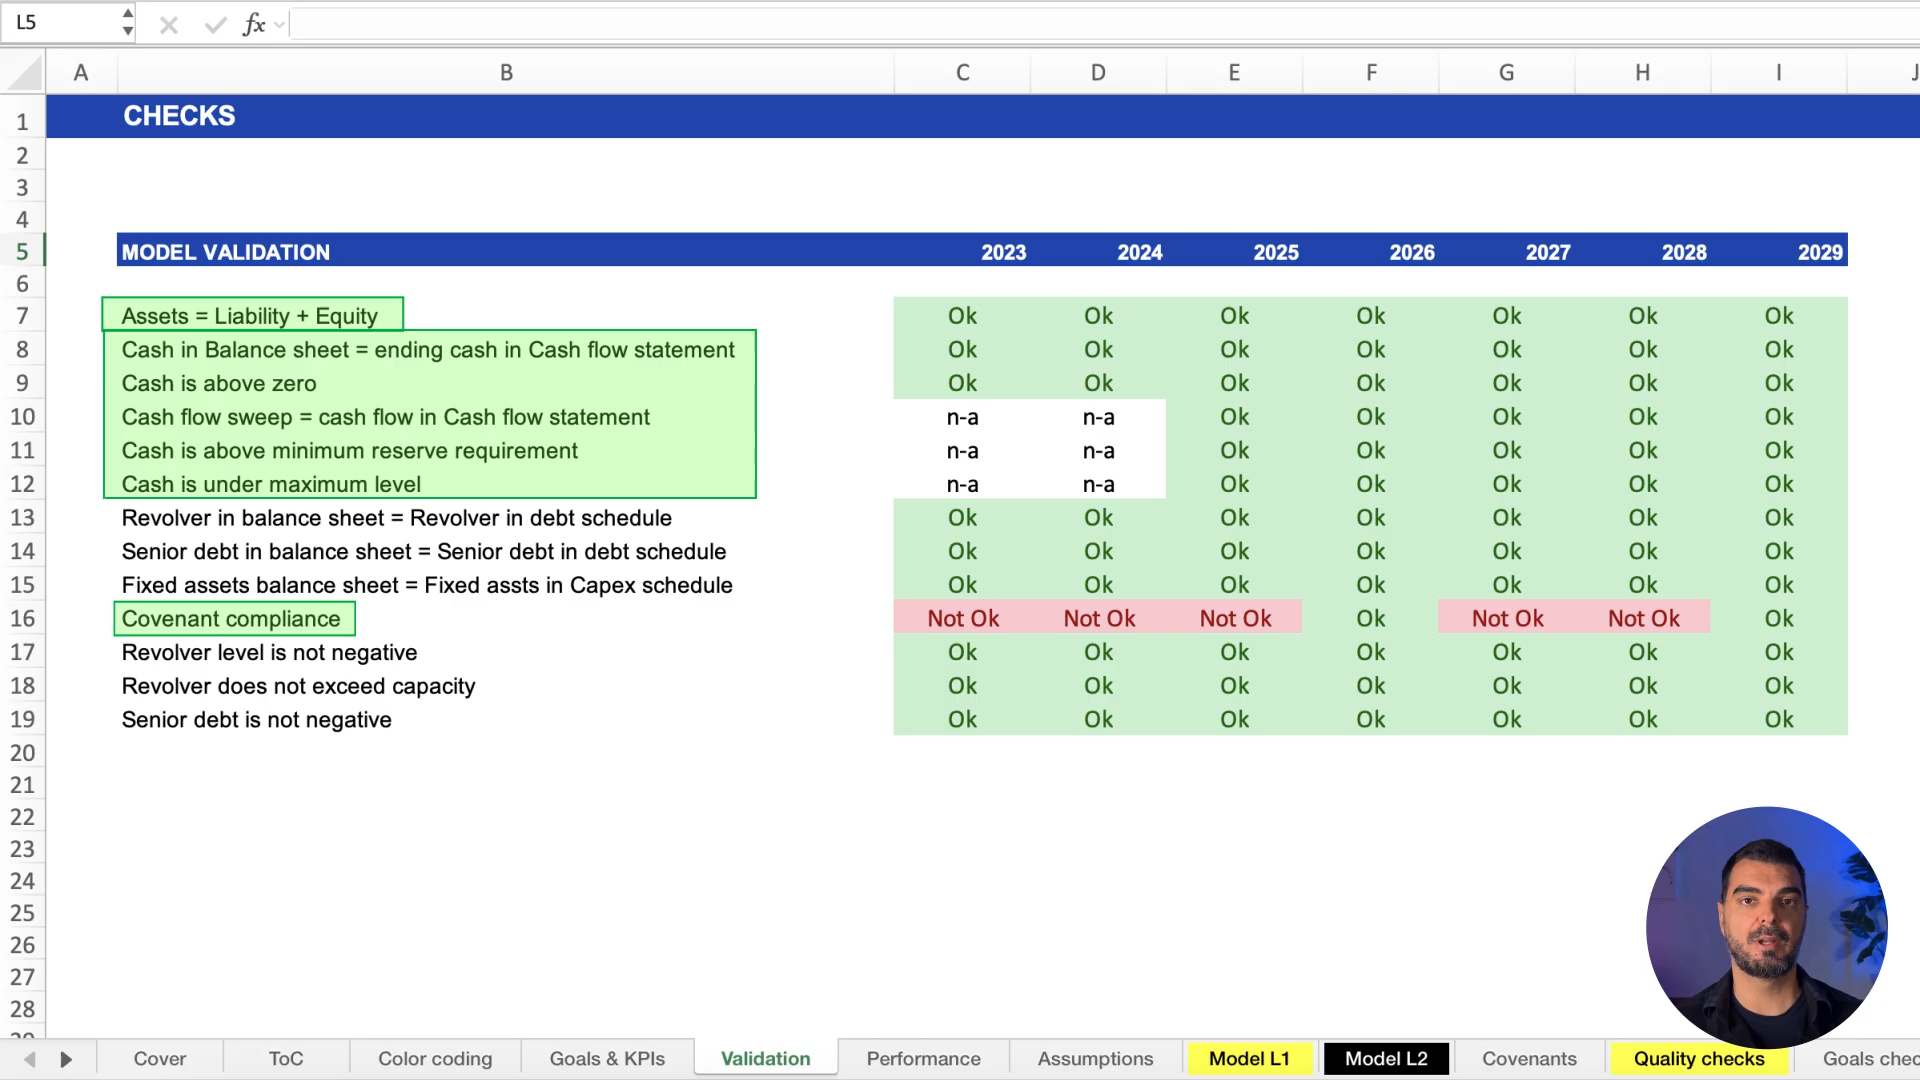 L5 fx
A B C D E F G H I J
1 CHECKS
2
3
4
5 MODEL VALIDATION 2023 2024 2025 2026 2027 2028 2029
6
7 Assets = Liability + Equity Ok Ok Ok Ok Ok Ok Ok
8 Cash in Balance sheet = ending cash in Cash flow statement Ok Ok Ok Ok Ok Ok Ok
9 Cash is above zero Ok Ok Ok Ok Ok Ok Ok
10 Cash flow sweep = cash flow in Cash flow statement n-a n-a Ok Ok Ok Ok Ok
11 Cash is above minimum reserve requirement n-a n-a Ok Ok Ok Ok Ok
12 Cash is under maximum level n-a n-a Ok Ok Ok Ok Ok
13 Revolver in balance sheet = Revolver in debt schedule Ok Ok Ok Ok Ok Ok Ok
14 Senior debt in balance sheet = Senior debt in debt schedule Ok Ok Ok Ok Ok Ok Ok
15 Fixed assets balance sheet = Fixed assts in Capex schedule Ok Ok Ok Ok Ok Ok Ok
16 Covenant compliance Not Ok Not Ok Not Ok Ok Not Ok Not Ok Ok
17 Revolver level is not negative Ok Ok Ok Ok Ok Ok Ok
18 Revolver does not exceed capacity Ok Ok Ok Ok Ok Ok Ok
19 Senior debt is not negative Ok Ok Ok Ok Ok Ok Ok
20
21
22
23
24
25
26
27
28
Cover ToC Color coding Goals & KPIs Validation Performance Assumptions Model L1 Model L2 Covenants Quality checks Goals chec